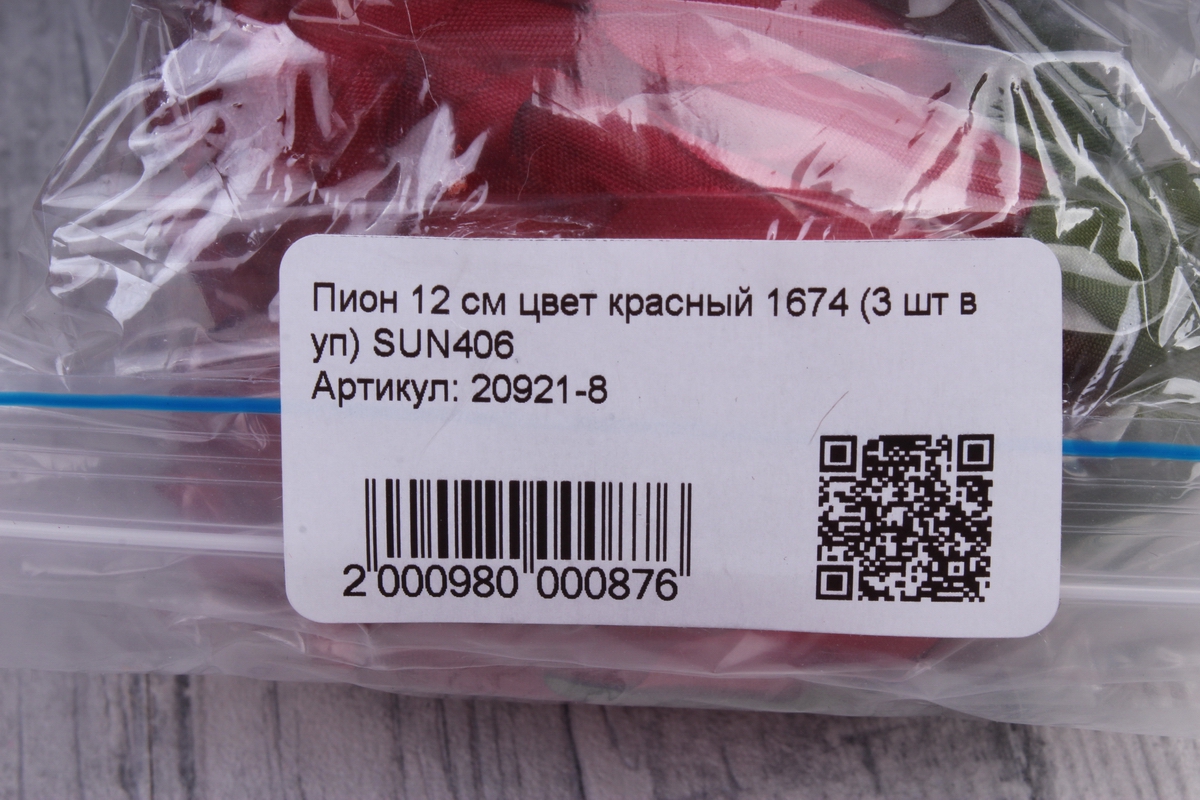 Пион 12 см цвет красный 1674 (3 шт в
уп) SUN406
Артикул: 20921-8
2 000980 000876